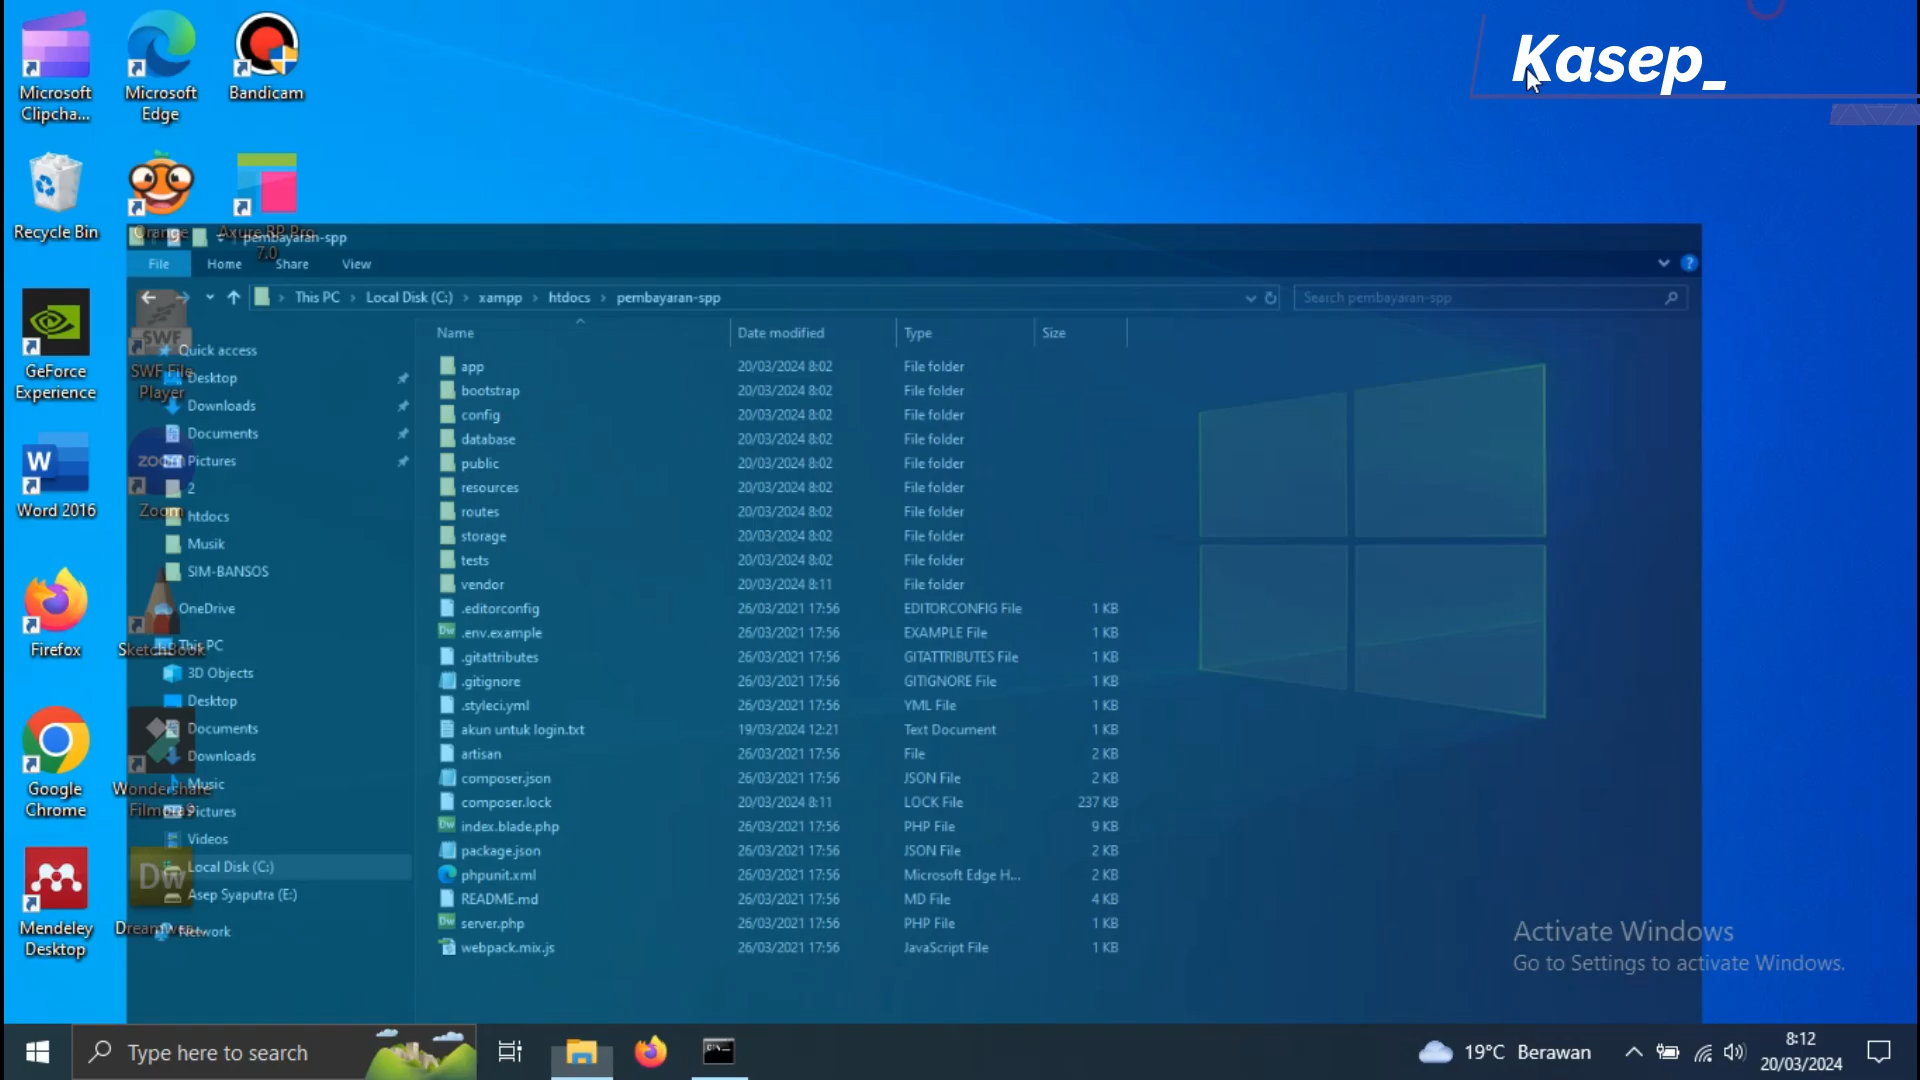 Kasep_
Microsoft Clipcha...
Microsoft Edge
Bandicam
Recycle Bin
Orange
Axure RP Pro 7.0
GeForce Experience
SWF File Player
Word 2016
Zoom
Firefox
SketchBook
Google Chrome
Wondershare Filmora9
Mendeley Desktop
Dreamwea...
pembayaran-spp
File Home Share View
This PC Local Disk (C:) xampp htdocs pembayaran-spp
Search pembayaran-spp
Quick access
Desktop
Downloads
Documents
Pictures
2
htdocs
Musik
SIM-BANSOS
OneDrive
This PC
3D Objects
Desktop
Documents
Downloads
Music
Pictures
Videos
Local Disk (C:)
Asep Syaputra (E:)
Network
Name Date modified Type Size
app 20/03/2024 8:02 File folder
bootstrap 20/03/2024 8:02 File folder
config 20/03/2024 8:02 File folder
database 20/03/2024 8:02 File folder
public 20/03/2024 8:02 File folder
resources 20/03/2024 8:02 File folder
routes 20/03/2024 8:02 File folder
storage 20/03/2024 8:02 File folder
tests 20/03/2024 8:02 File folder
vendor 20/03/2024 8:11 File folder
.editorconfig 26/03/2021 17:56 EDITORCONFIG File 1 KB
.env.example 26/03/2021 17:56 EXAMPLE File 1 KB
.gitattributes 26/03/2021 17:56 GITATTRIBUTES File 1 KB
.gitignore 26/03/2021 17:56 GITIGNORE File 1 KB
.styleci.yml 26/03/2021 17:56 YML File 1 KB
akun untuk login.txt 19/03/2024 12:21 Text Document 1 KB
artisan 26/03/2021 17:56 File 2 KB
composer.json 26/03/2021 17:56 JSON File 2 KB
composer.lock 20/03/2024 8:11 LOCK File 237 KB
index.blade.php 26/03/2021 17:56 PHP File 9 KB
package.json 26/03/2021 17:56 JSON File 2 KB
phpunit.xml 26/03/2021 17:56 Microsoft Edge H... 2 KB
README.md 26/03/2021 17:56 MD File 4 KB
server.php 26/03/2021 17:56 PHP File 1 KB
webpack.mix.js 26/03/2021 17:56 JavaScript File 1 KB
Activate Windows
Go to Settings to activate Windows.
Type here to search
19°C Berawan
8:12
20/03/2024